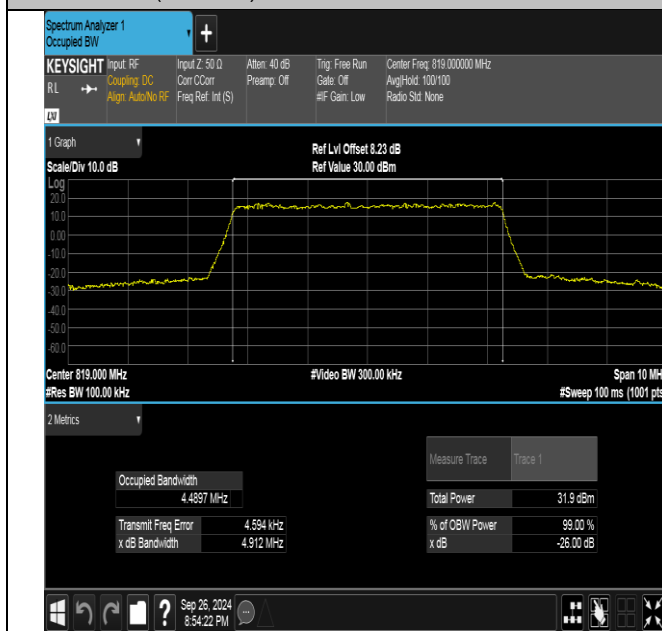 Spectrum Analyzer 1
Occupied BW
+
KEYSIGHT
RL
LXI
Input: RF
Coupling: DC
Align: Auto/No RF
Input Z: 50 Ω
Corr CCorr
Freq Ref: Int (S)
Atten: 40 dB
Preamp: Off
Trig: Free Run
Gate: Off
#IF Gain: Low
Center Freq: 819.000000 MHz
Avg|Hold: 100/100
Radio Std: None
1 Graph
Scale/Div 10.0 dB
Ref Lvl Offset 8.23 dB
Ref Value 30.00 dBm
Log
20.0
10.0
0.00
-10.0
-20.0
-30.0
-40.0
-50.0
-60.0
Center 819.000 MHz
#Res BW 100.00 kHz
#Video BW 300.00 kHz
Span 10 MH
#Sweep 100 ms (1001 pts
2 Metrics
Measure Trace Trace 1
Occupied Bandwidth
4.4897 MHz
Total Power 31.9 dBm
Transmit Freq Error 4.594 kHz
% of OBW Power 99.00 %
x dB Bandwidth 4.912 MHz
x dB -26.00 dB
?
Sep 26, 2024
8:54:22 PM